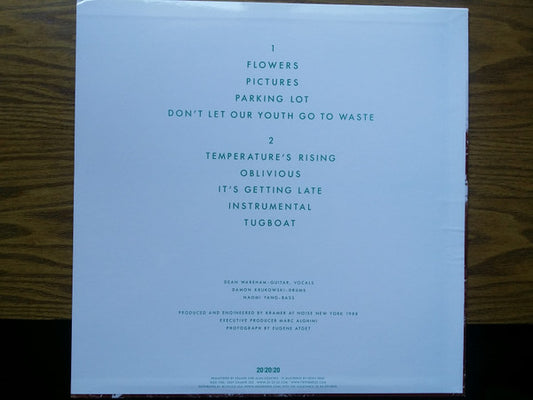 1
FLOWERS
PICTURES
PARKING LOT
DON'T LET OUR YOUTH GO TO WASTE
2
TEMPERATURE'S RISING
OBLIVIOUS
IT'S GETTING LATE
INSTRUMENTAL
TUGBOAT
DEAN WAREHAM–GUITAR, VOCALS
DAMON KRUKOWSKI–DRUMS
NAOMI YANG–BASS
PRODUCED AND ENGINEERED BY KRAMER AT NOISE NEW YORK 1988
EXECUTIVE PRODUCER MARC ALGHINI
PHOTOGRAPH BY EUGENE ATGET
20|20|20